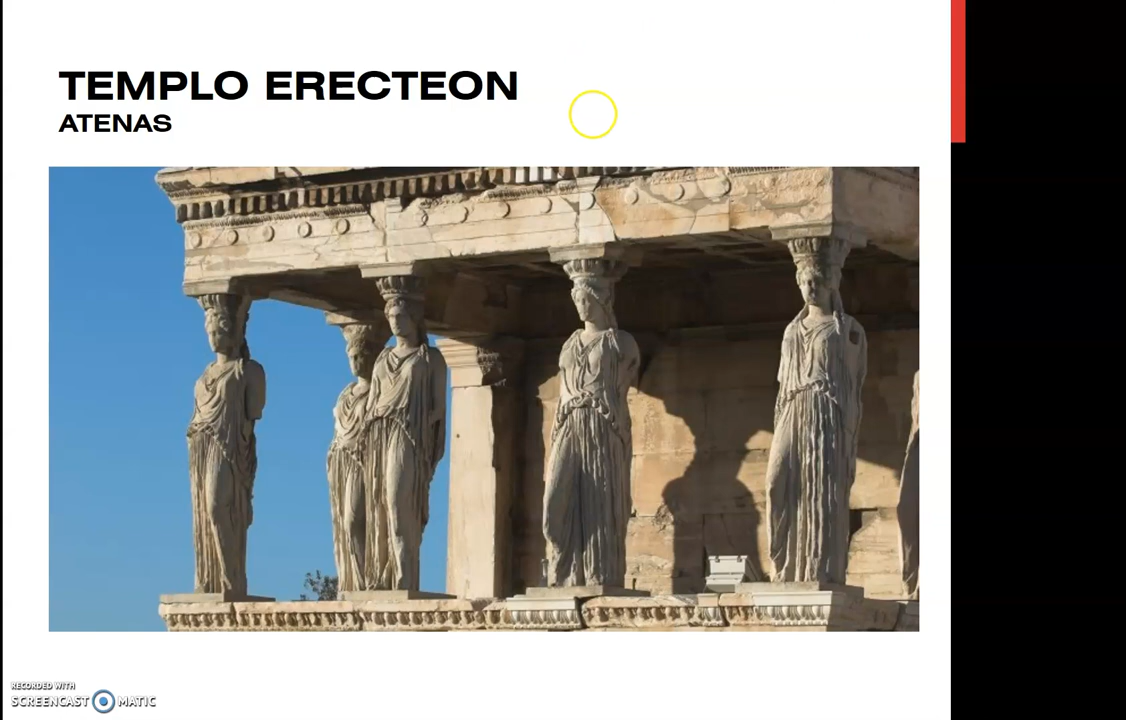 TEMPLO ERECTEON
ATENAS
RECORDED WITH
SCREENCAST MATIC